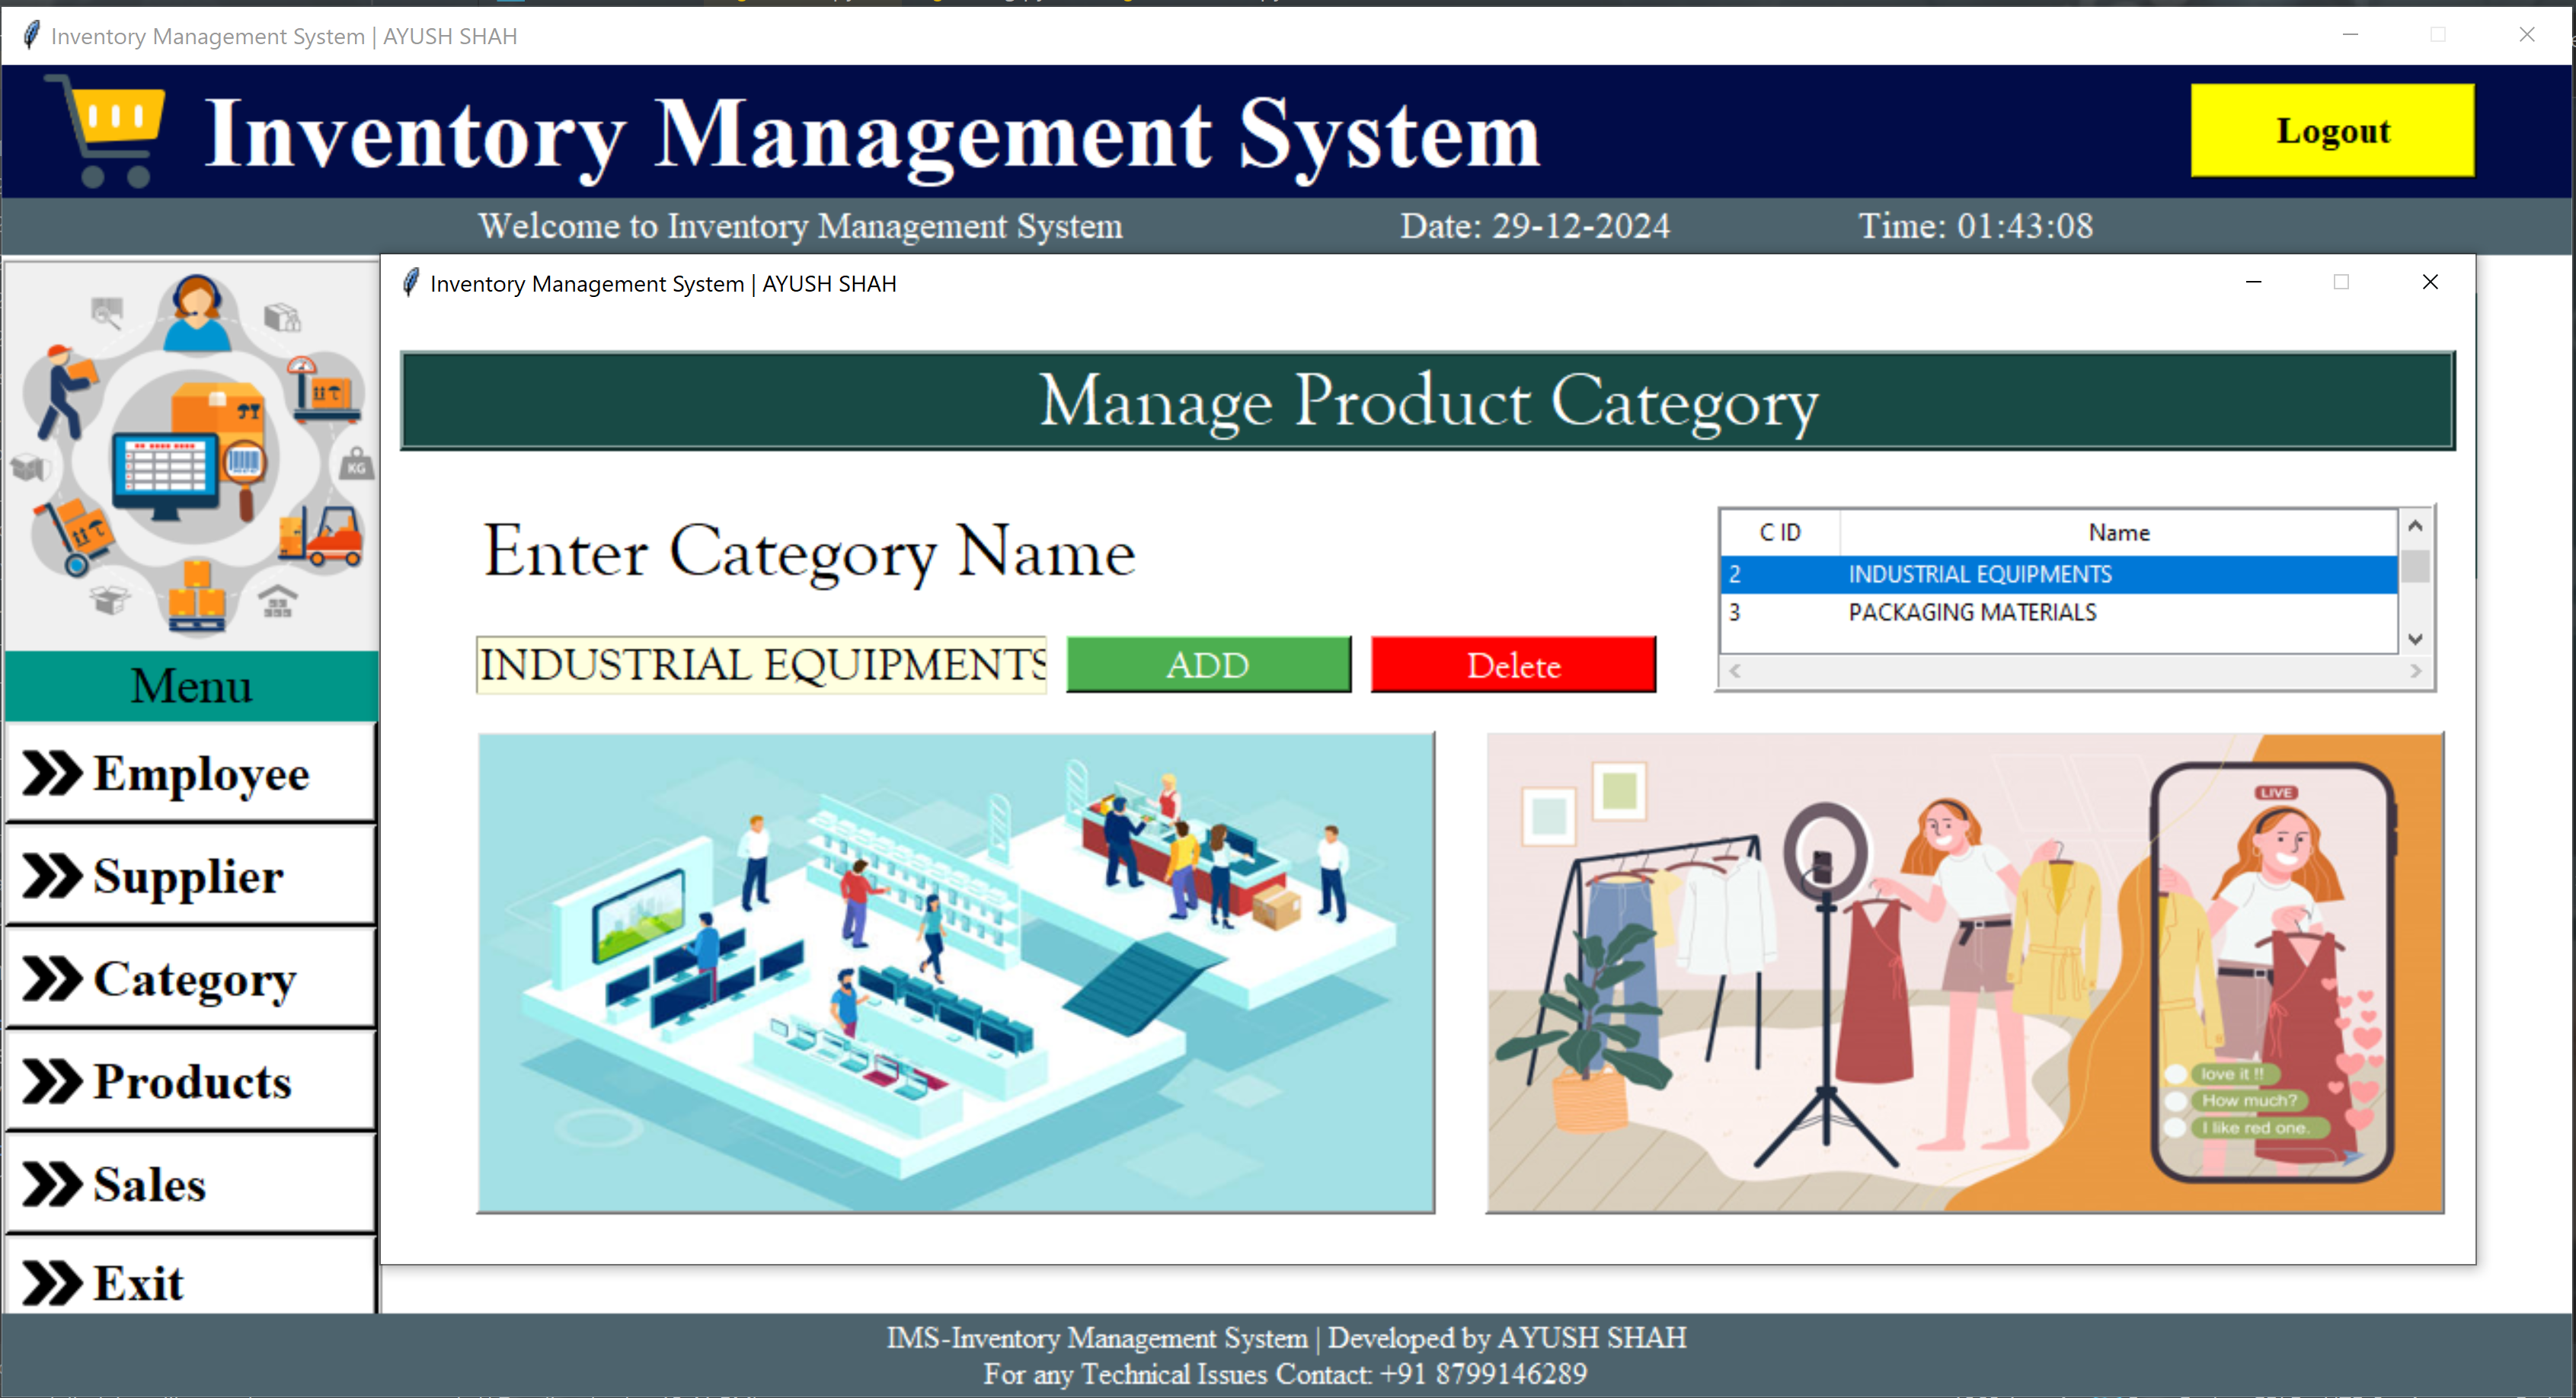 Inventory Management System | AYUSH SHAH
Inventory Management System
Logout
Welcome to Inventory Management System Date: 29-12-2024 Time: 01:43:08
KG
Menu
Employee
Supplier
Category
Products
Sales
Exit
Inventory Management System | AYUSH SHAH
Manage Product Category
Enter Category Name
INDUSTRIAL EQUIPMENTS ADD Delete
C ID Name
2 INDUSTRIAL EQUIPMENTS
3 PACKAGING MATERIALS
LIVE
love it !!
How much?
I like red one.
IMS-Inventory Management System | Developed by AYUSH SHAH
For any Technical Issues Contact: +91 8799146289